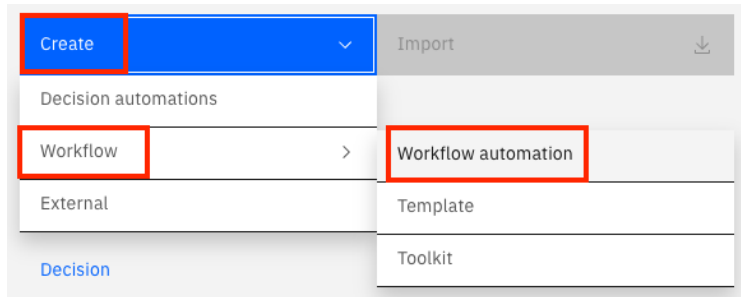 Create
Import
Decision automations
Workflow
Workflow automation
External
Template
Decision
Toolkit